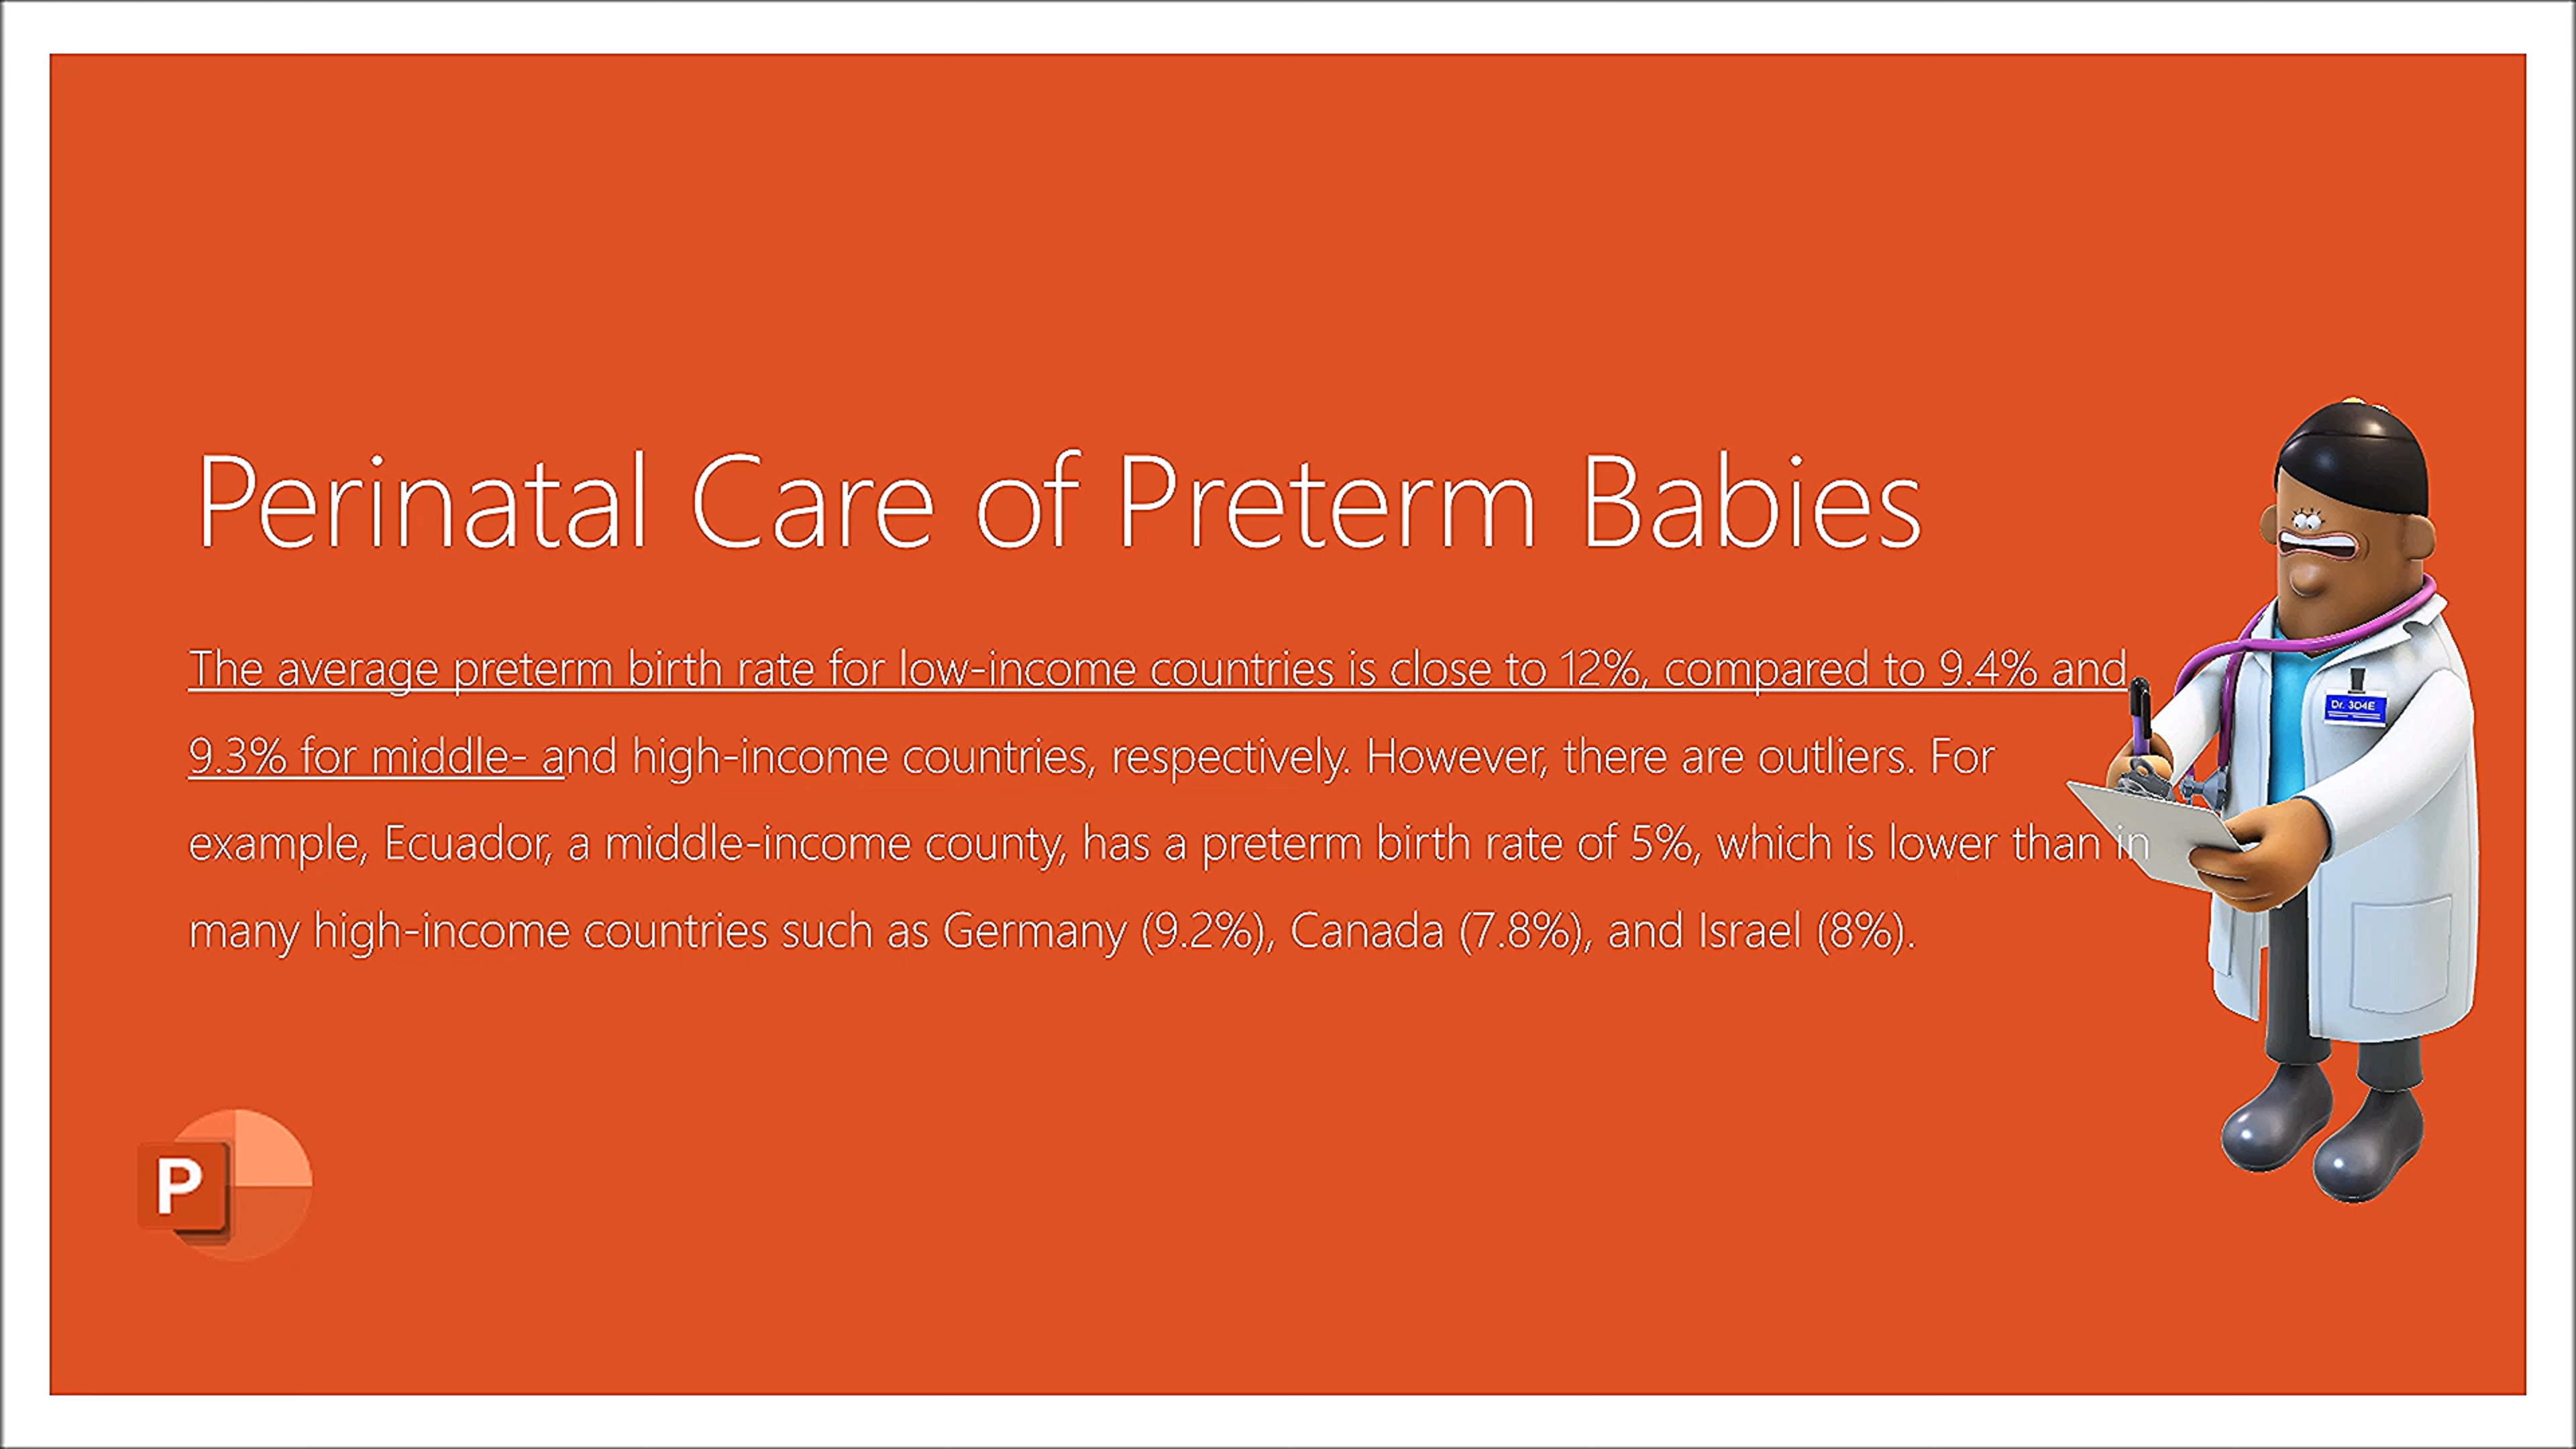 Perinatal Care of Preterm Babies
The average preterm birth rate for low-income countries is close to 12%, compared to 9.4% and
9.3% for middle- and high-income countries, respectively. However, there are outliers. For
example, Ecuador, a middle-income county, has a preterm birth rate of 5%, which is lower than in
many high-income countries such as Germany (9.2%), Canada (7.8%), and Israel (8%).
Dr. 3D4E
P